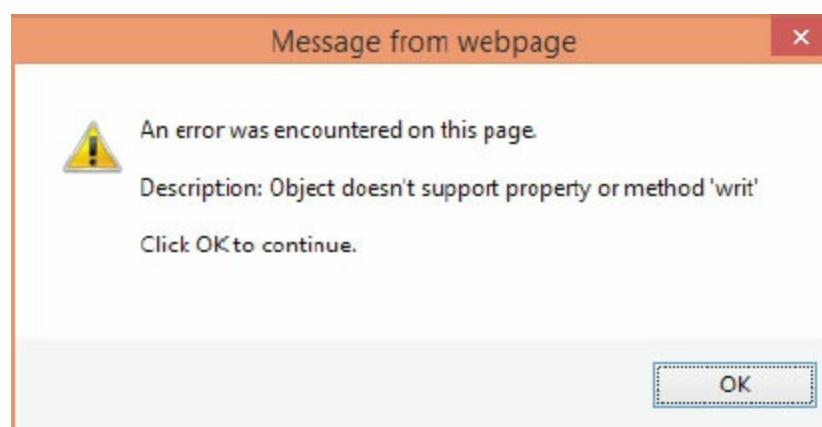 Message from webpage
An error was encountered on this page.
Description: Object doesn't support property or method 'writ'
Click OK to continue.
OK